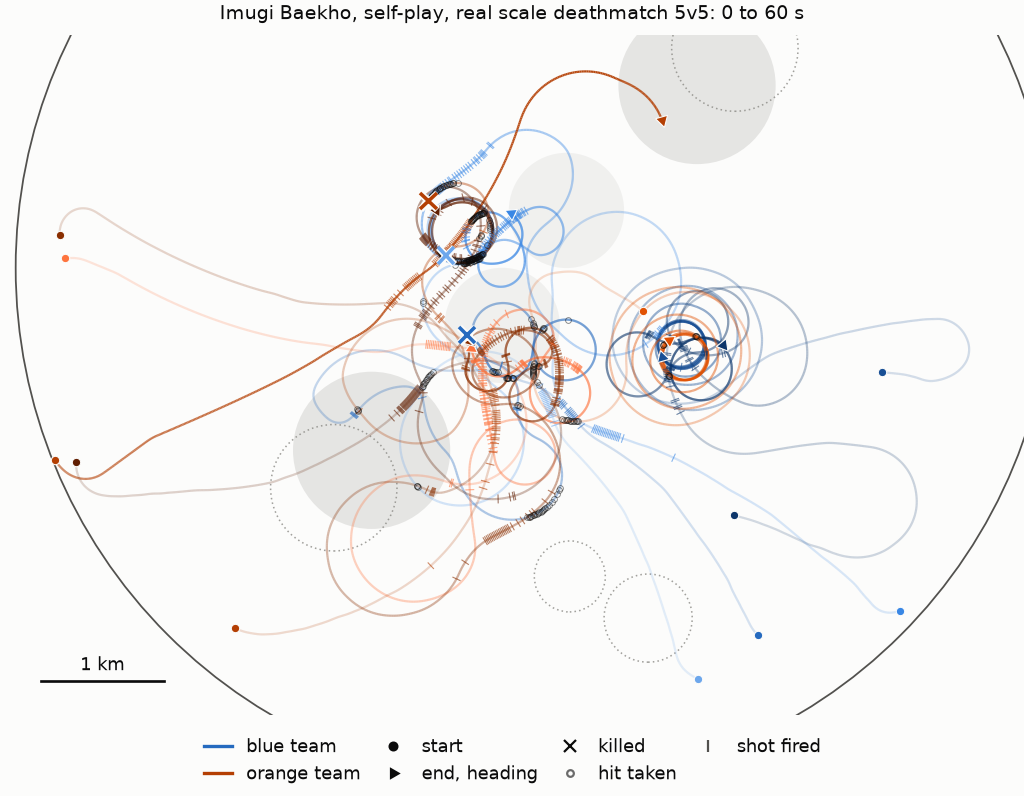 Imugi Baekho, self-play, real scale deathmatch 5v5: 0 to 60 s
1 km
blue team
start
killed
shot fired
orange team
end, heading
hit taken